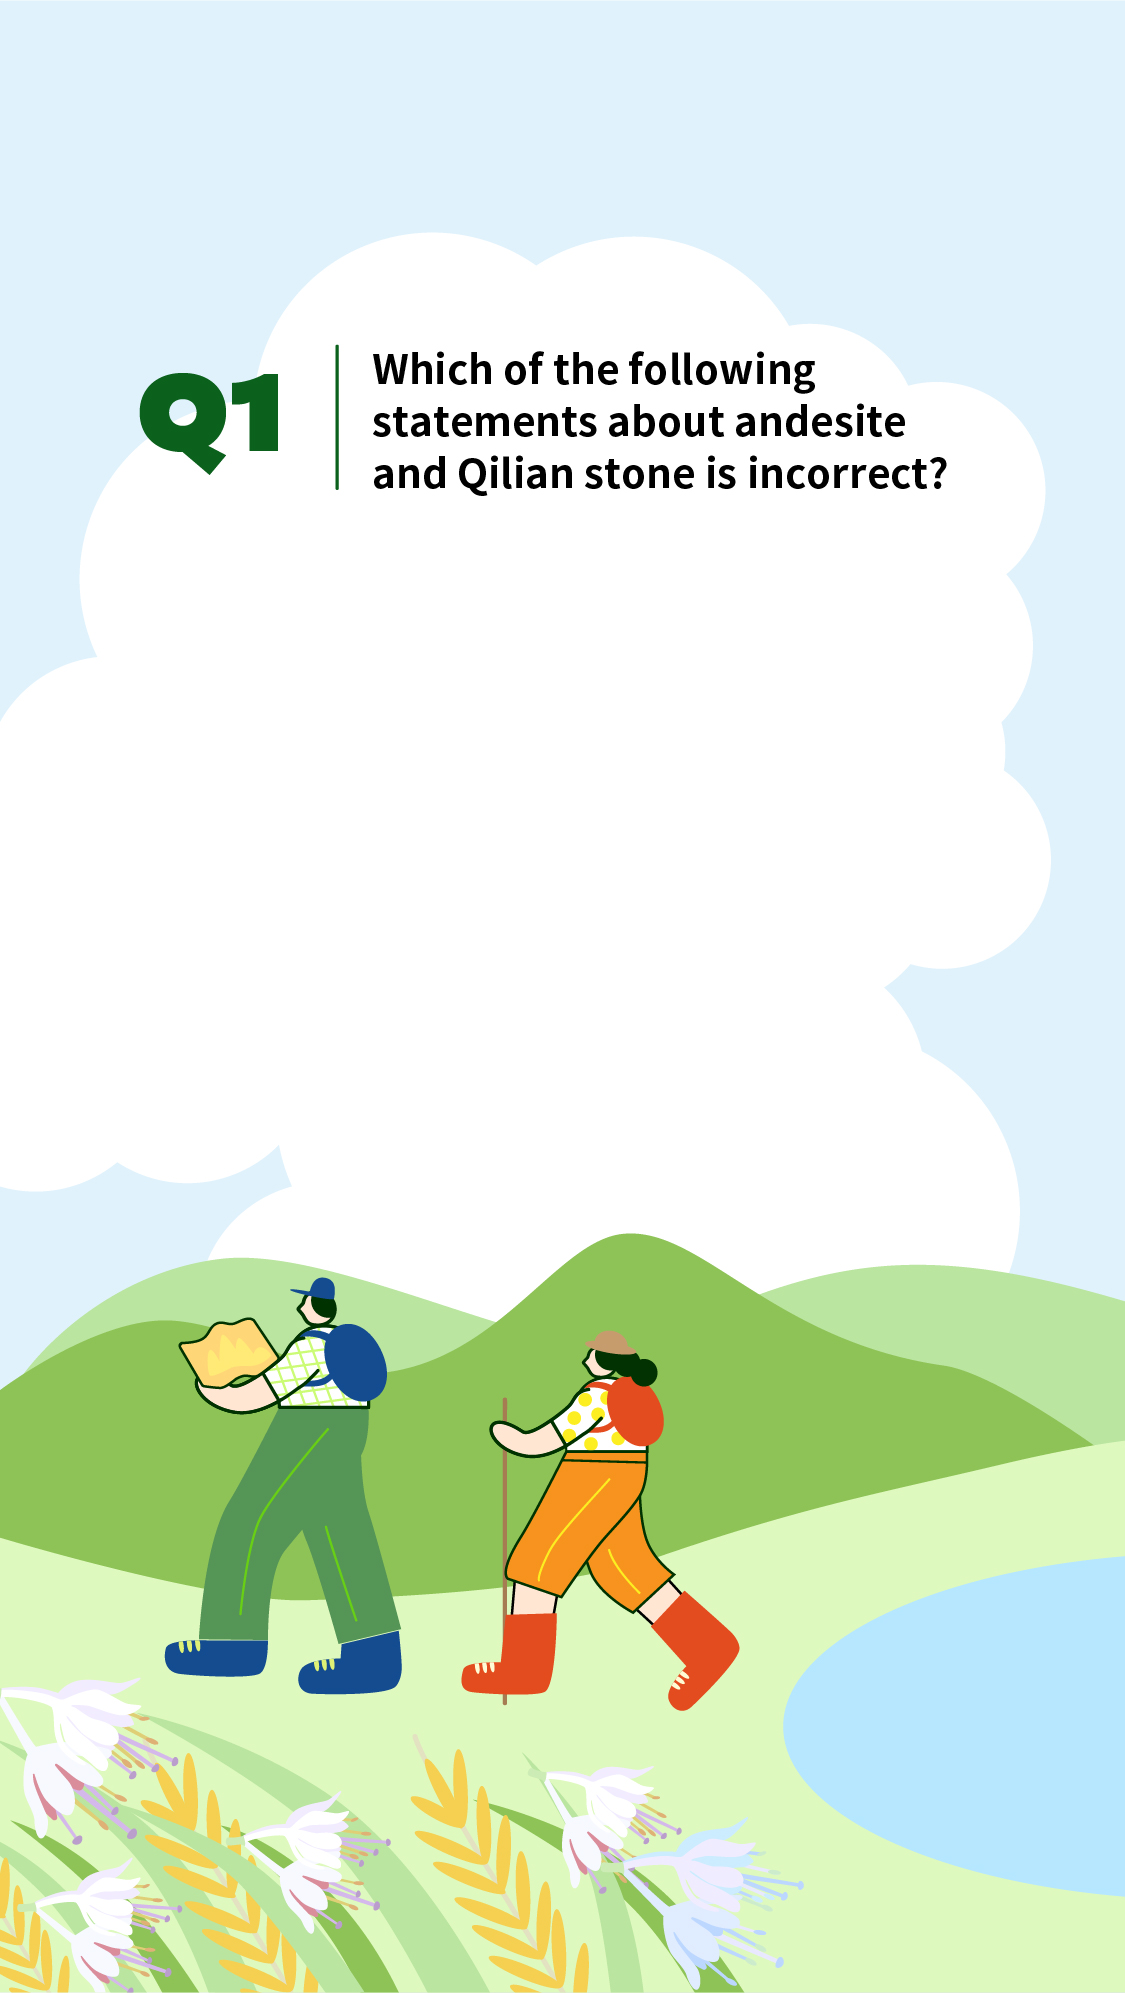 Q1
Which of the following
statements about andesite
and Qilian stone is incorrect?